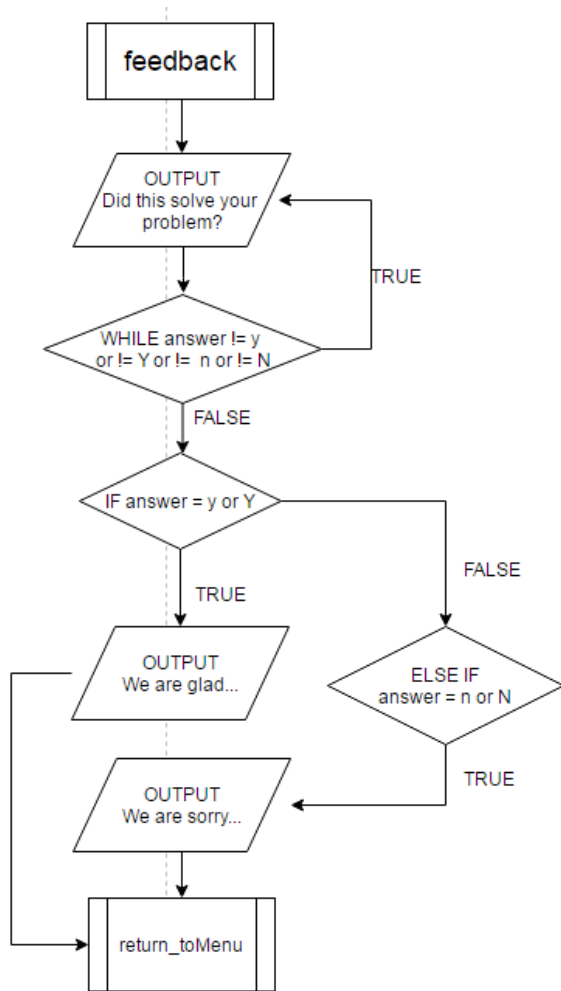 feedback
OUTPUT
Did this solve your
problem?
TRUE
WHILE answer != y
or != Y or !=  n or != N
FALSE
IF answer = y or Y
FALSE
TRUE
OUTPUT
We are glad...
ELSE IF
answer = n or N
TRUE
OUTPUT
We are sorry...
return_toMenu